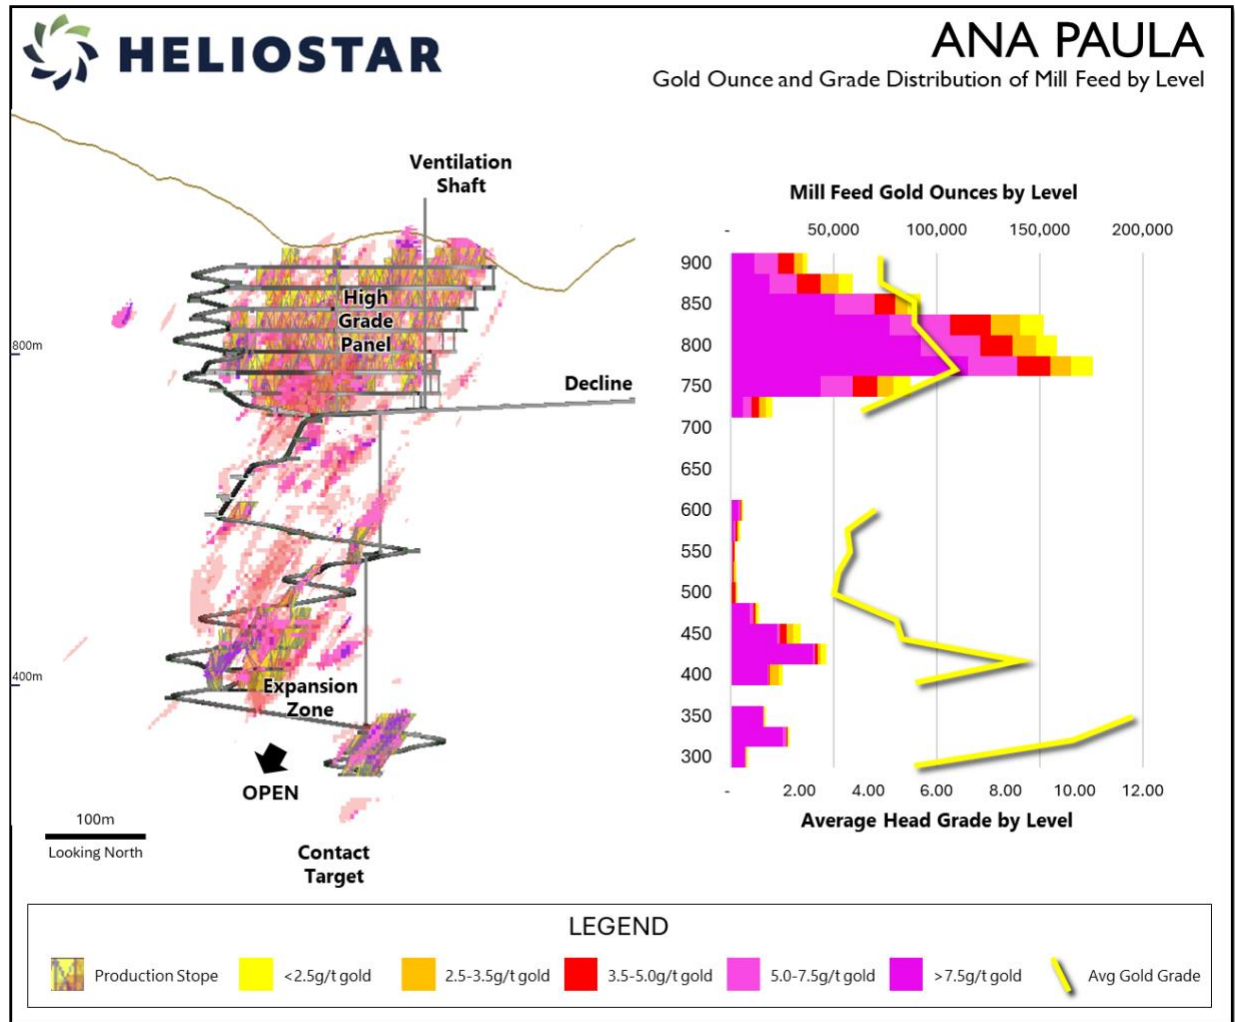 HELIOSTAR
ANA PAULA
Gold Ounce and Grade Distribution of Mill Feed by Level
Ventilation
Shaft
High
Grade
Panel
800m
Decline
400m
Expansion
Zone
OPEN
100m
Looking North
Contact
Target
Mill Feed Gold Ounces by Level
- 50,000 100,000 150,000 200,000
900
850
800
750
700
650
600
550
500
450
400
350
300
- 2.00 4.00 6.00 8.00 10.00 12.00
Average Head Grade by Level
LEGEND
Production Stope <2.5g/t gold 2.5-3.5g/t gold 3.5-5.0g/t gold 5.0-7.5g/t gold >7.5g/t gold Avg Gold Grade